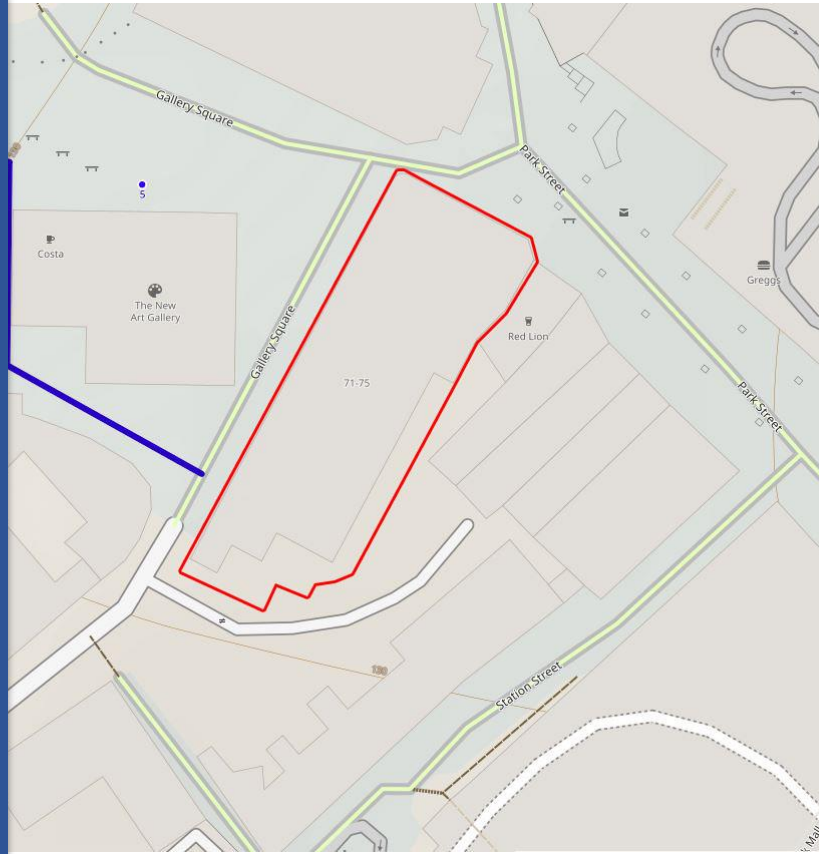 Gallery Square
Park Street
5
Costa
The New
Art Gallery
Gallery Square
Red Lion
Greggs
71-75
Park Street
130
Station Street